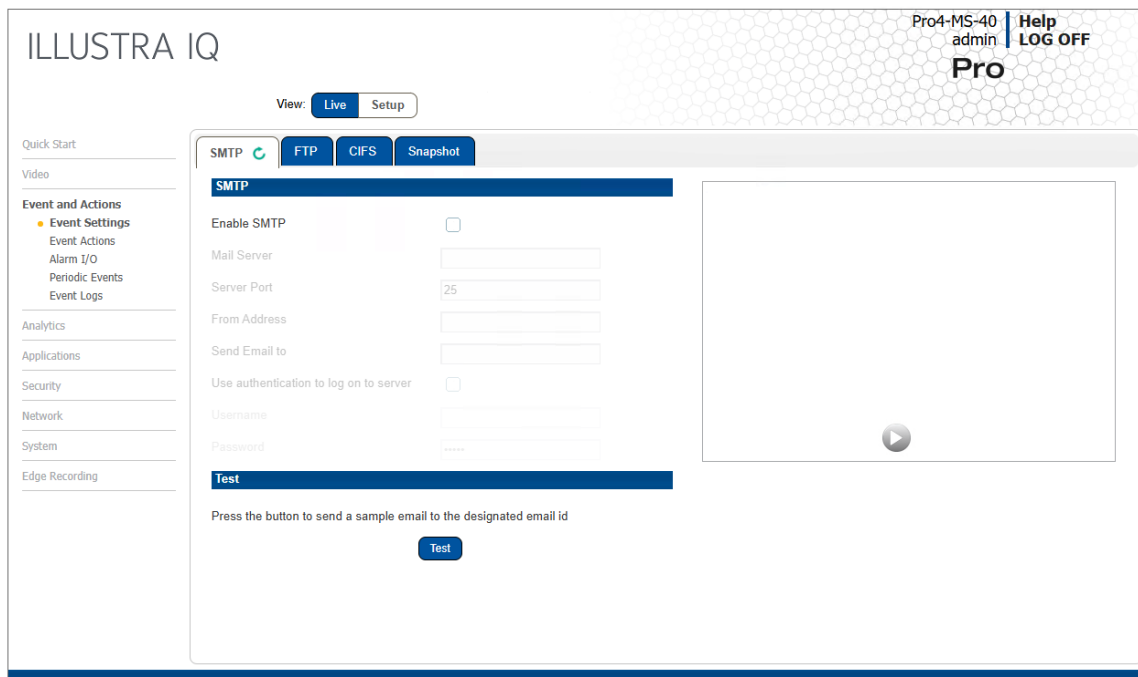 ILLUSTRA IQ
Pro4-MS-40
admin
Help
LOG OFF
Pro
View: Live Setup
Quick Start
Video
Event and Actions
Event Settings
Event Actions
Alarm I/O
Periodic Events
Event Logs
Analytics
Applications
Security
Network
System
Edge Recording
SMTP FTP CIFS Snapshot
SMTP
Enable SMTP
Mail Server
Server Port 25
From Address
Send Email to
Use authentication to log on to server
Username
Password •••••
Test
Press the button to send a sample email to the designated email id
Test